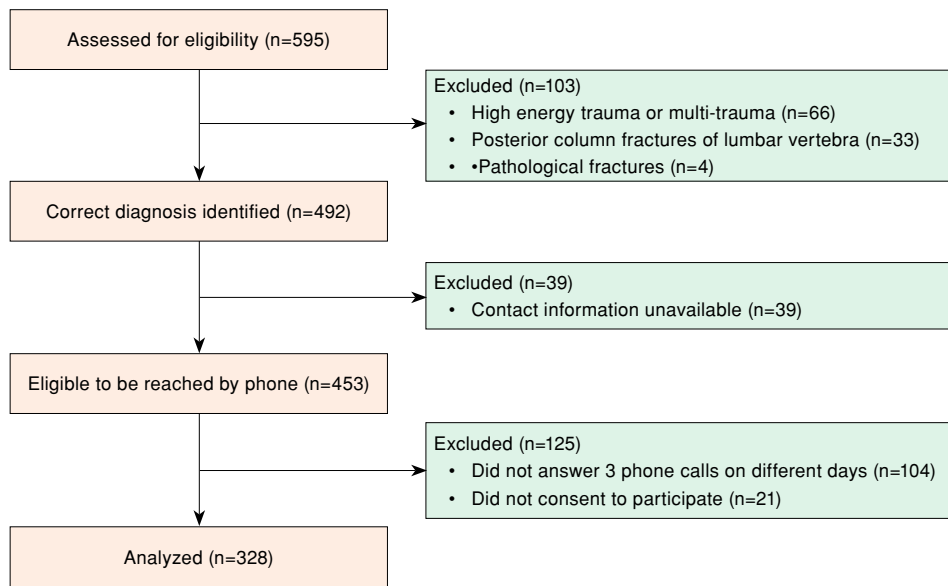 Assessed for eligibility (n=595)
Excluded (n=103)
• High energy trauma or multi-trauma (n=66)
• Posterior column fractures of lumbar vertebra (n=33)
• •Pathological fractures (n=4)
Correct diagnosis identified (n=492)
Excluded (n=39)
• Contact information unavailable (n=39)
Eligible to be reached by phone (n=453)
Excluded (n=125)
• Did not answer 3 phone calls on different days (n=104)
• Did not consent to participate (n=21)
Analyzed (n=328)